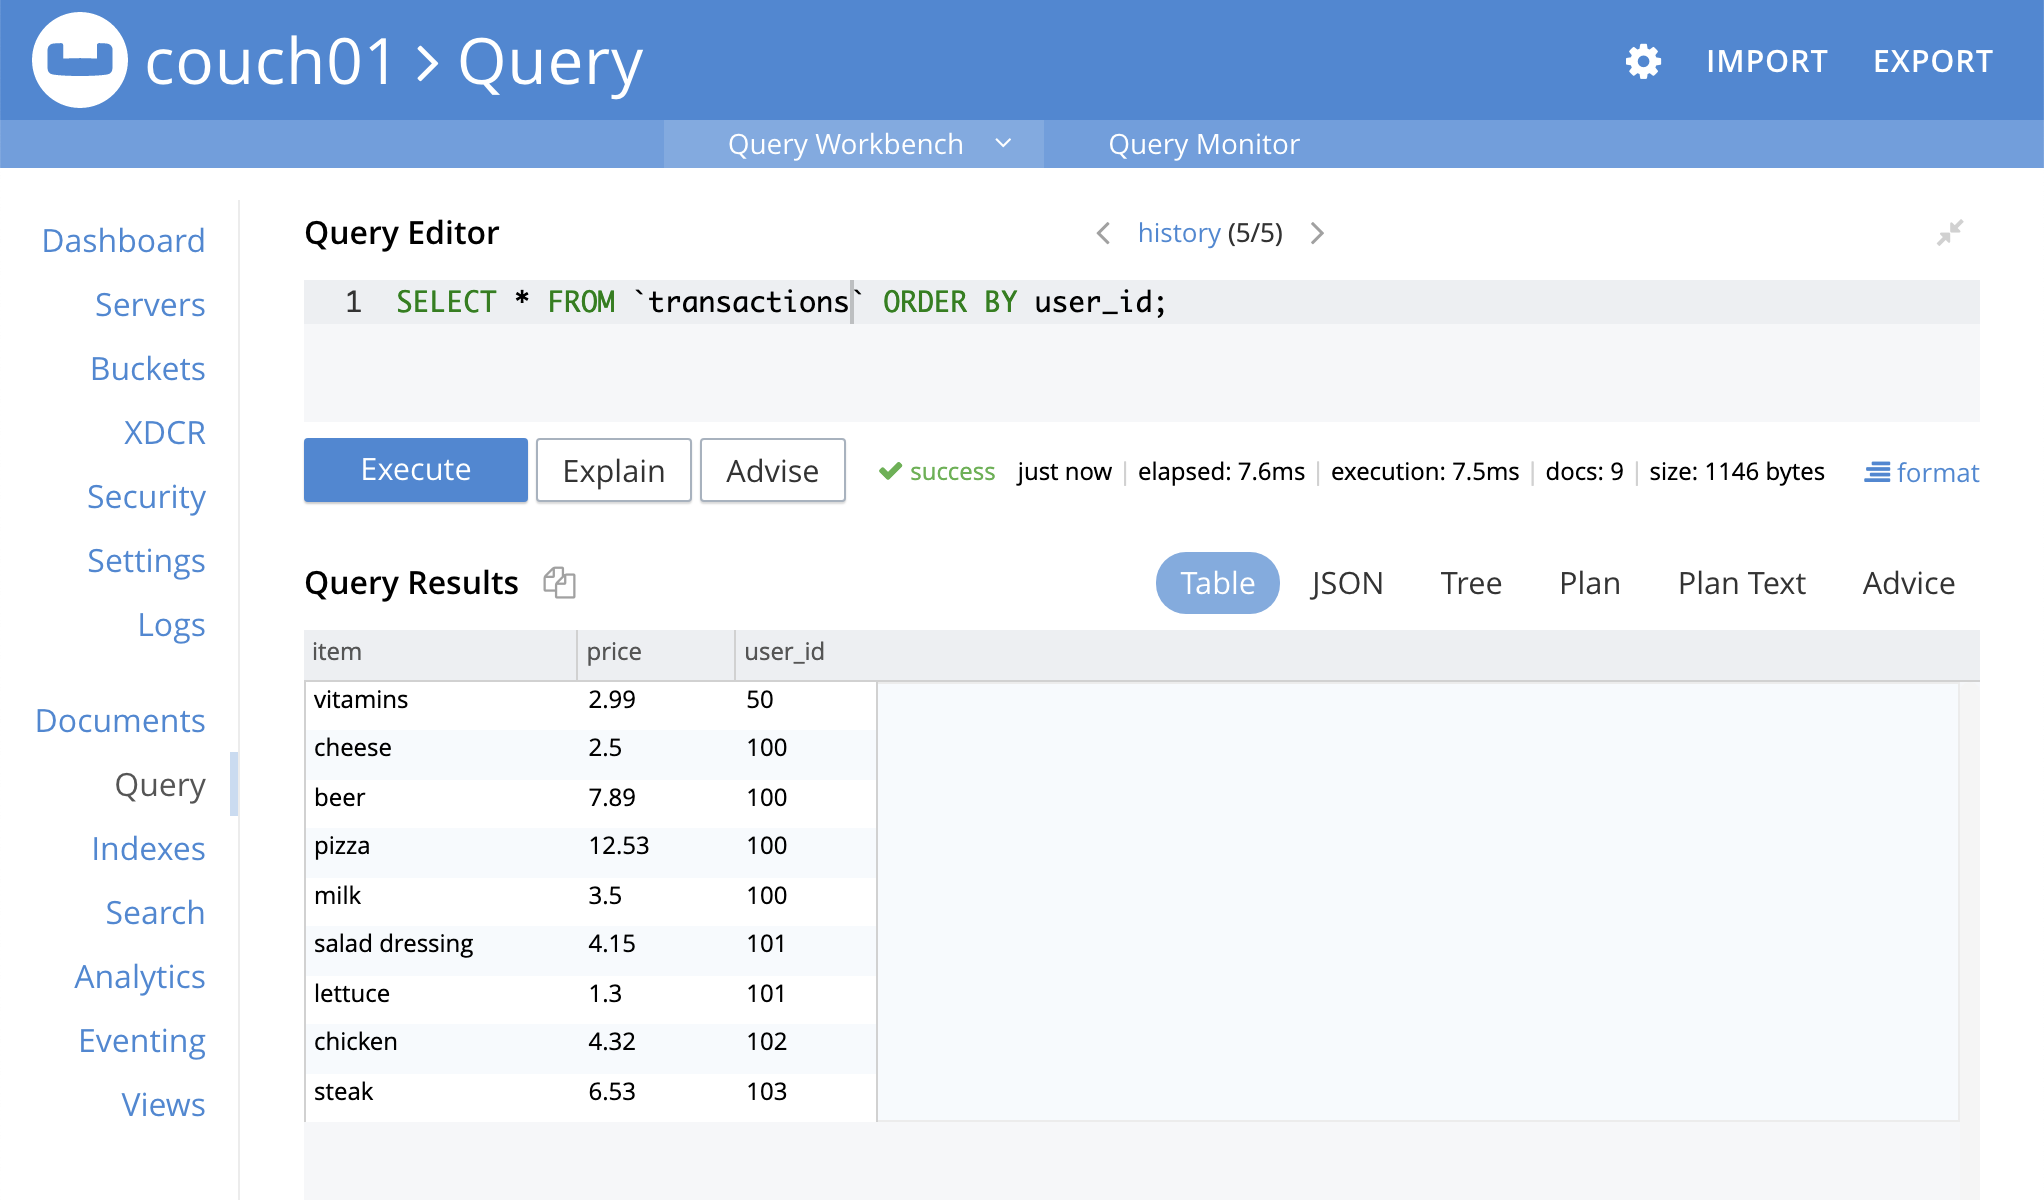 couch01 > Query
IMPORT EXPORT
Query Workbench Query Monitor
Dashboard
Servers
Buckets
XDCR
Security
Settings
Logs
Documents
Query
Indexes
Search
Analytics
Eventing
Views
Query Editor history (5/5)
1 SELECT * FROM `transactions` ORDER BY user_id;
Execute Explain Advise success just now elapsed: 7.6ms execution: 7.5ms docs: 9 size: 1146 bytes format
Query Results Table JSON Tree Plan Plan Text Advice
item price user_id
vitamins 2.99 50
cheese 2.5 100
beer 7.89 100
pizza 12.53 100
milk 3.5 100
salad dressing 4.15 101
lettuce 1.3 101
chicken 4.32 102
steak 6.53 103